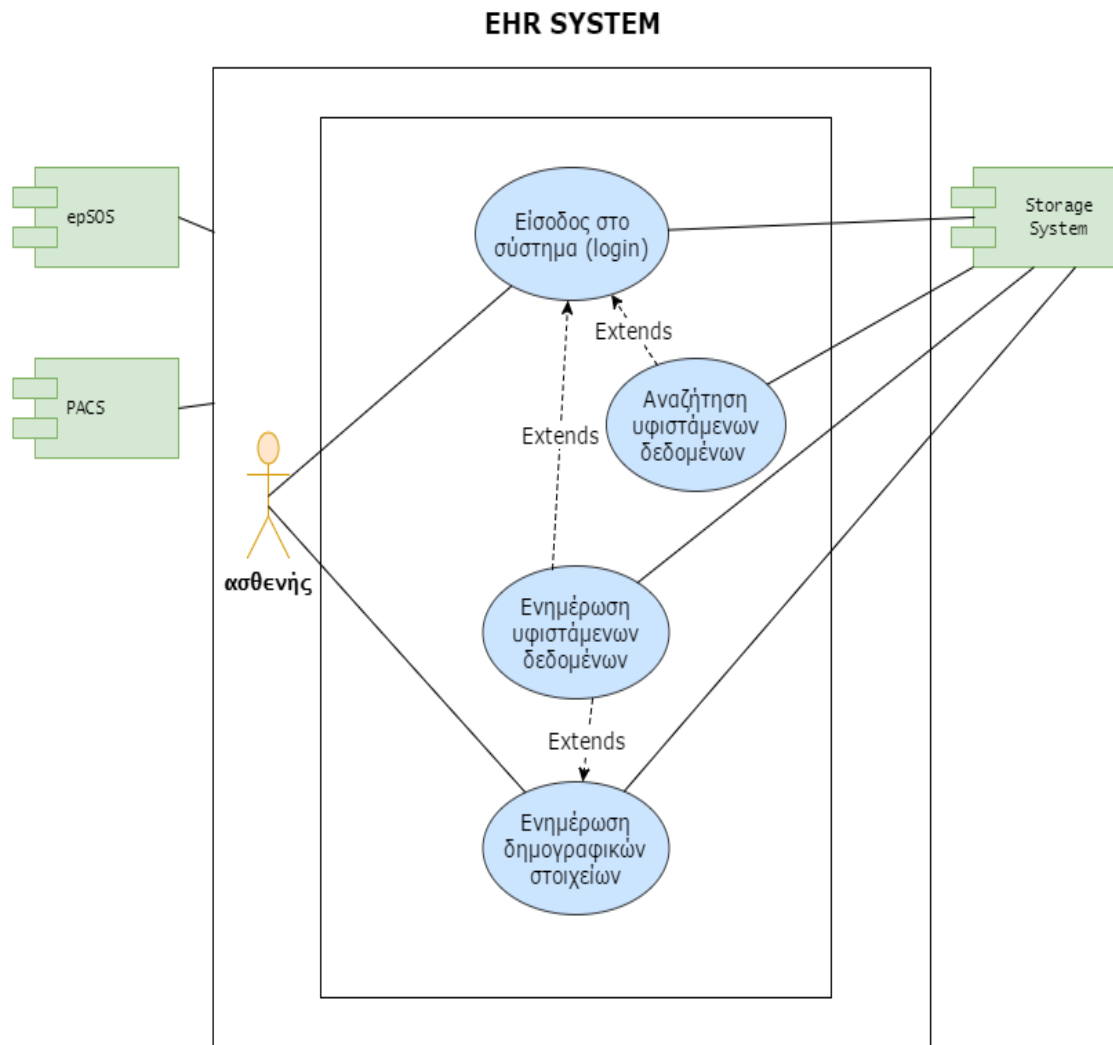 EHR SYSTEM
epSOS
Είσοδος στο
σύστημα (login)
Storage
System
Extends
PACS
Αναζήτηση
υφιστάμενων
δεδομένων
Extends
ασθενής
Ενημέρωση
υφιστάμενων
δεδομένων
Extends
Ενημέρωση
δημογραφικών
στοιχείων